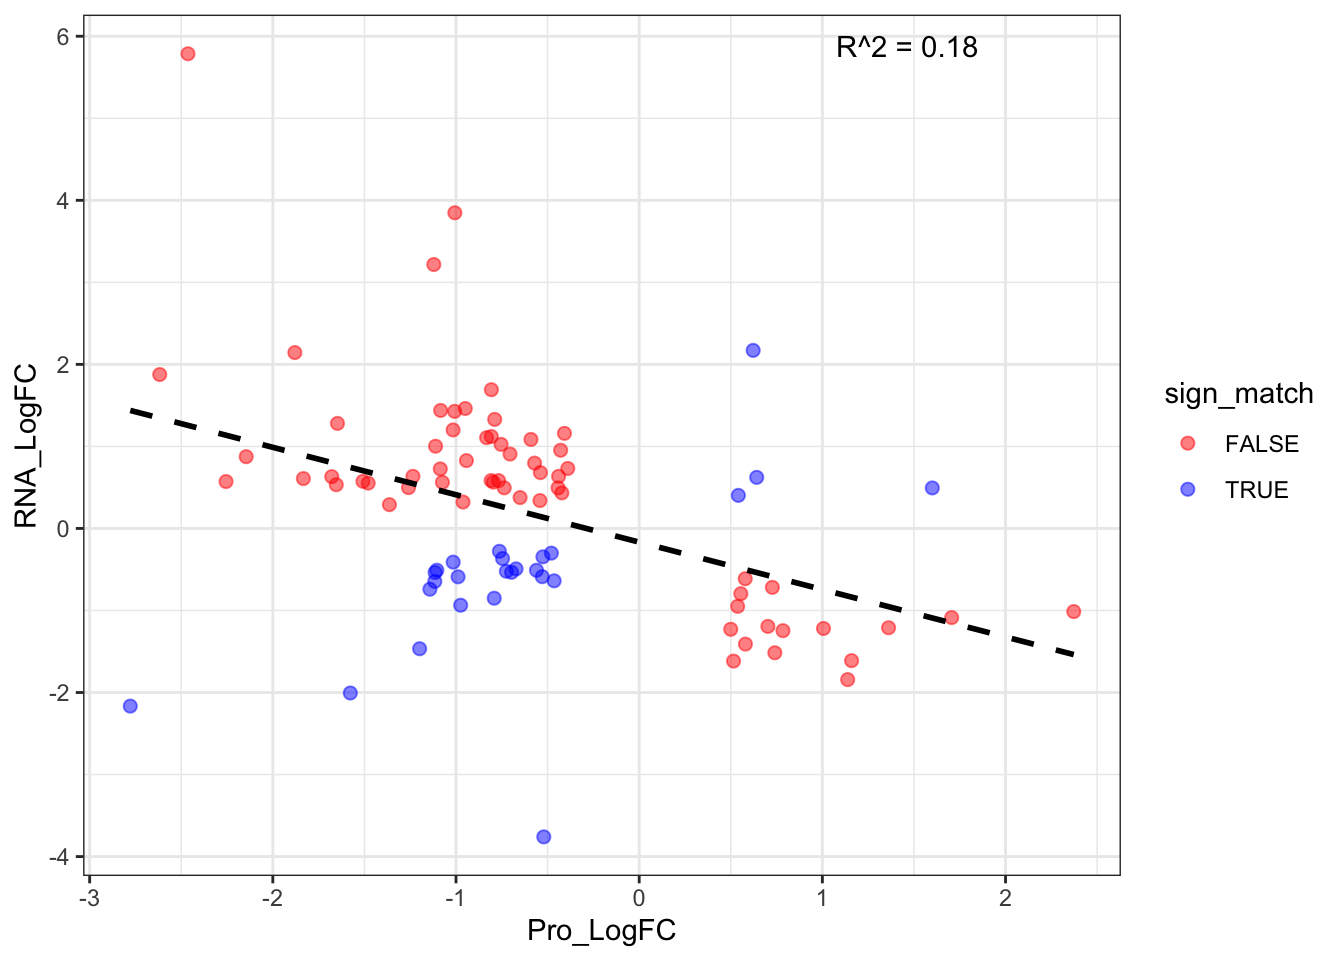 R^2 = 0.18
6
4
2
0
-2
-4
RNA_LogFC
-3
-2
-1
0
1
2
Pro_LogFC
sign_match
FALSE
TRUE